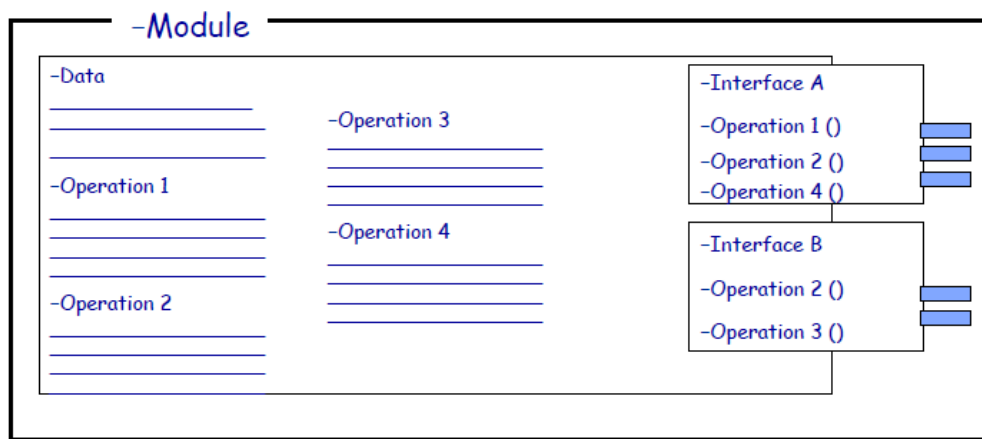 –Module
–Data
–Operation 1
–Operation 2
–Operation 3
–Operation 4
–Interface A
–Operation 1 ()
–Operation 2 ()
–Operation 4 ()
–Interface B
–Operation 2 ()
–Operation 3 ()